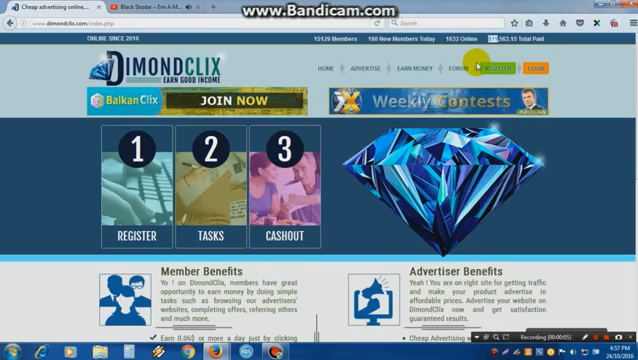 www.Bandicam.com
Cheap advertising online,
Black Strobe – I'm A M
www.dimondclix.com/index.php
Search
ONLINE SINCE 2016
15129 Members
180 New Members Today
1632 Online
,563.15 Total Paid
DIMONDCLIX
EARN GOOD INCOME
HOME
ADVERTISE
EARN MONEY
FORUM
REGISTER
LOGIN
BalkanClix
JOIN NOW
Weekly Contests
1
2
3
REGISTER
TASKS
CASHOUT
Member Benefits
Yo ! on DimondClix, members have great
opportunity to earn money by doing simple
tasks such as browsing our advertisers'
websites, completing offers, referring others
and much more.
Earn 0,06$ or a more a day just by clicking
Advertiser Benefits
Yeah ! You are on right site for getting traffic
and make your product advertise in
affordable prices. Advertise your website on
DimondClix now and get satisfaction
guaranteed results.
Cheap Advertising
Recording [00:00:05]
4:57 PM
24/10/2016